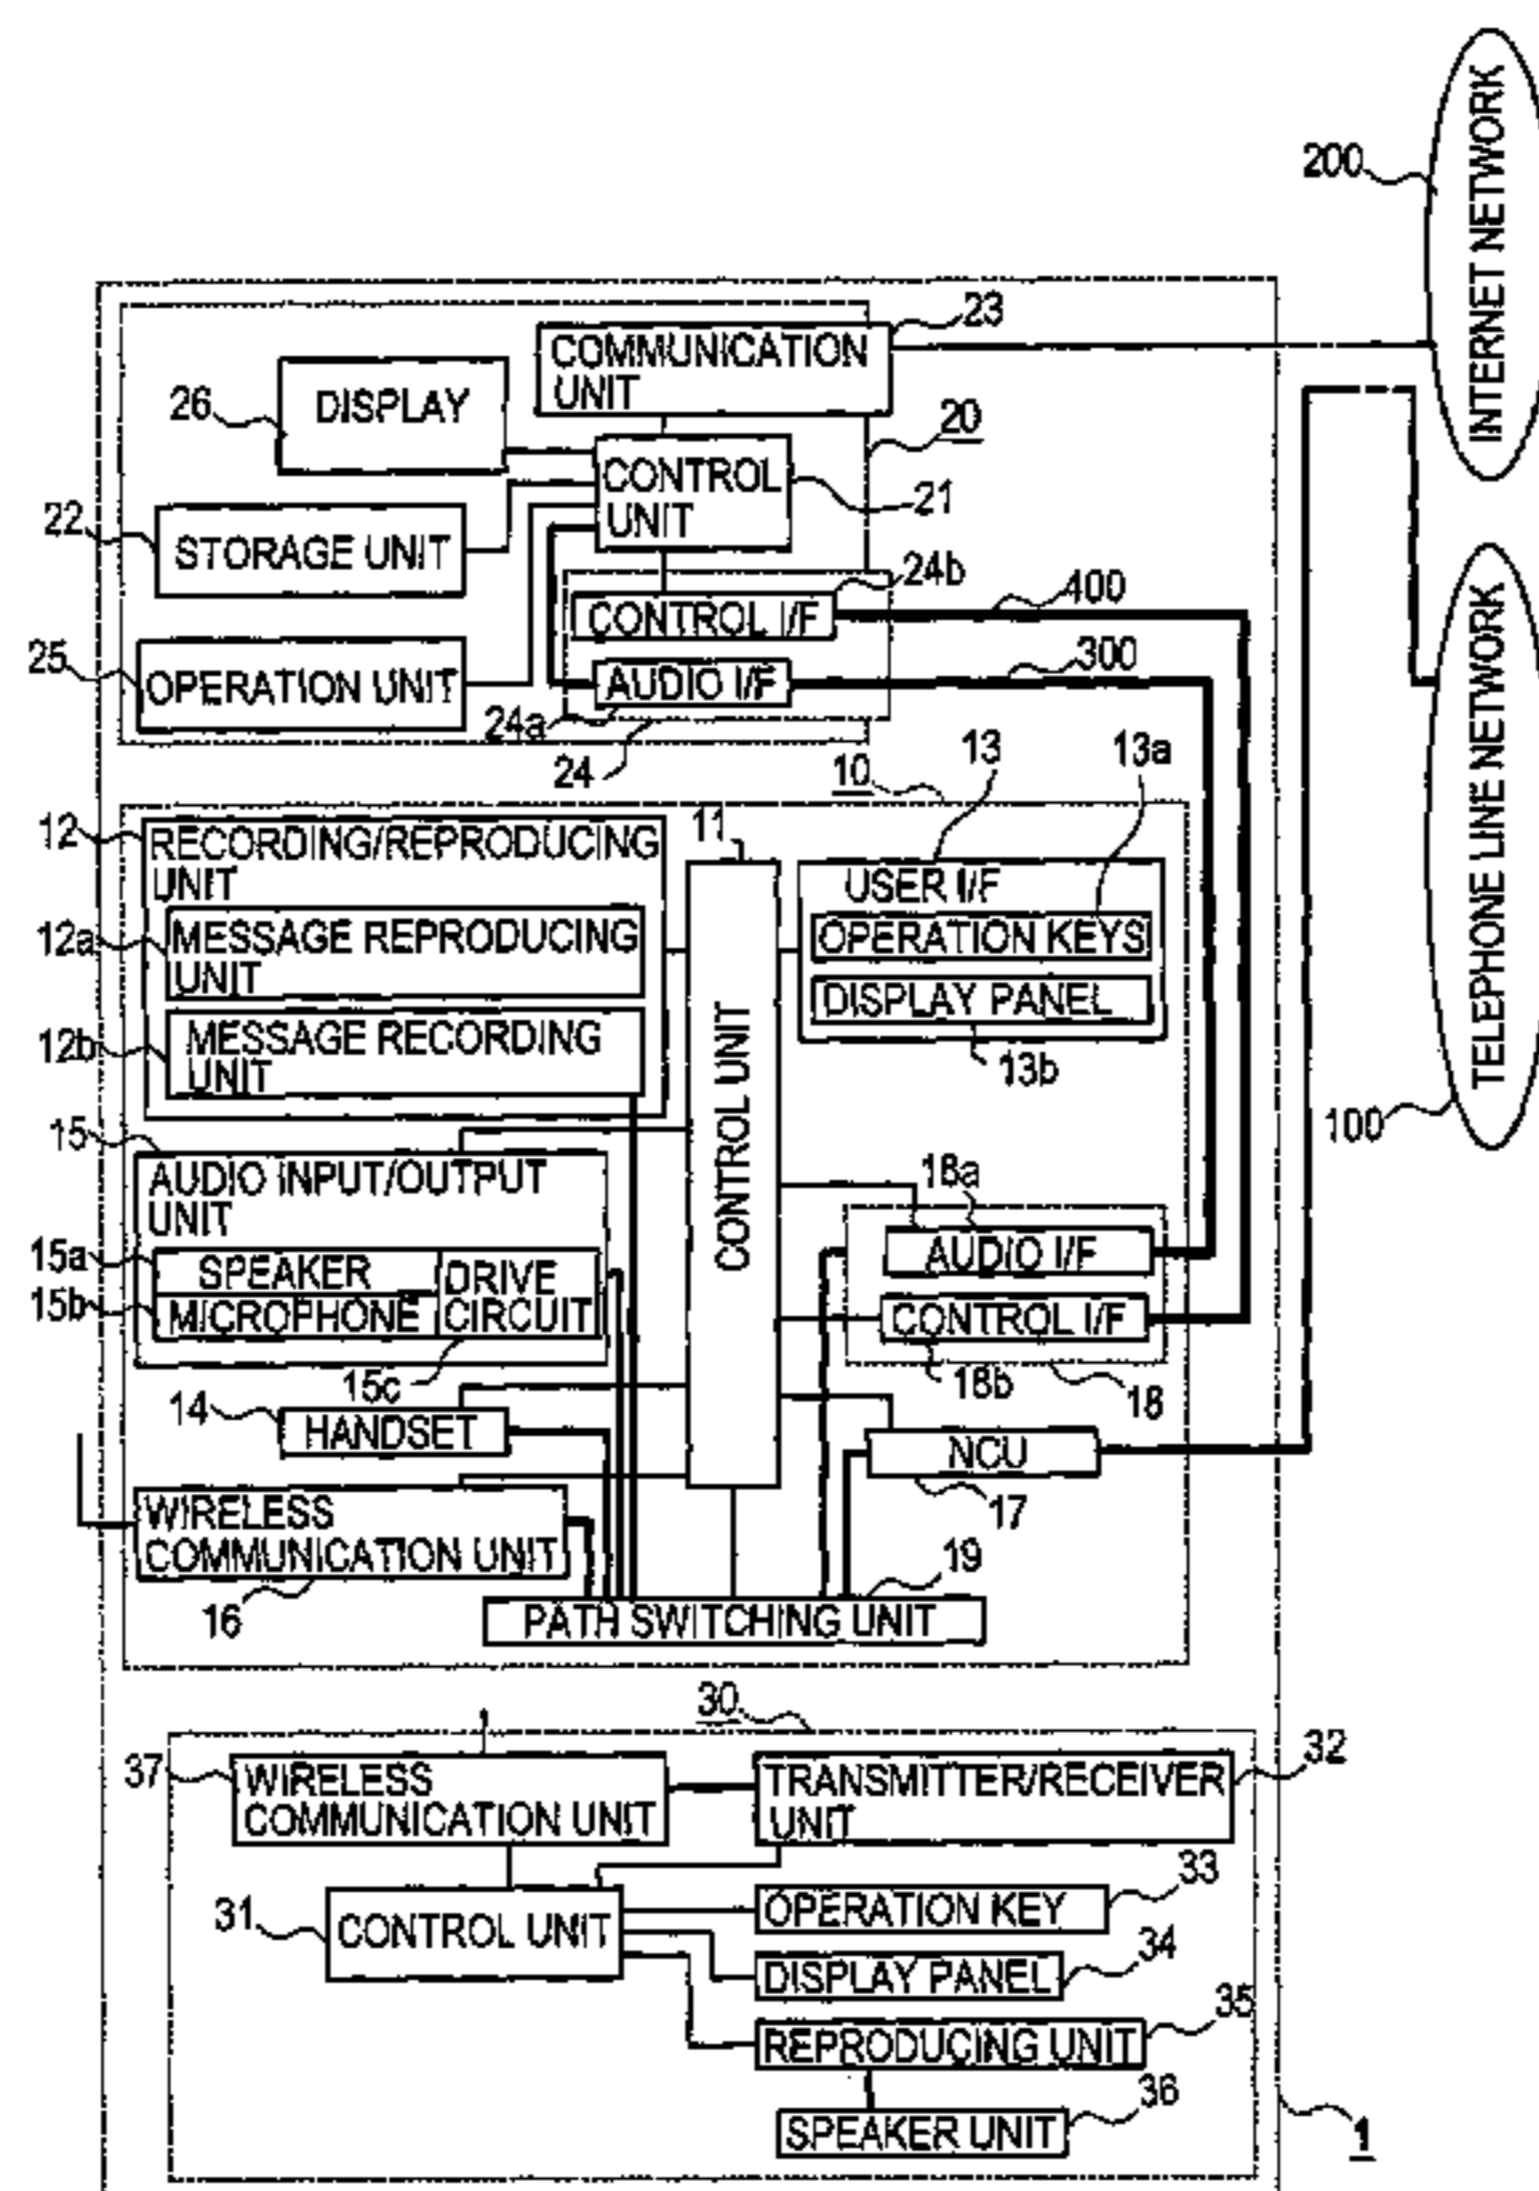 200
INTERNET NETWORK
23
COMMUNICATION
UNIT
26
DISPLAY
20
CONTROL
UNIT
21
22
STORAGE UNIT
24b
400
CONTROL I/F
25
OPERATION UNIT
300
AUDIO I/F
24a
24
TELEPHONE LINE NETWORK
100
10
13
13a
12
RECORDING/REPRODUCING
UNIT
11
USER I/F
12a
MESSAGE REPRODUCING
UNIT
OPERATION KEYS
DISPLAY PANEL
12b
MESSAGE RECORDING
UNIT
13b
CONTROL UNIT
15
AUDIO INPUT/OUTPUT
UNIT
18a
AUDIO I/F
15a
SPEAKER
DRIVE
CIRCUIT
15b
MICROPHONE
CONTROL I/F
15c
18b
18
14
HANDSET
NCU
17
WIRELESS
COMMUNICATION UNIT
16
19
PATH SWITCHING UNIT
30
37
WIRELESS
COMMUNICATION UNIT
TRANSMITTER/RECEIVER
UNIT
32
33
31
CONTROL UNIT
OPERATION KEY
34
DISPLAY PANEL
35
REPRODUCING UNIT
36
SPEAKER UNIT
1